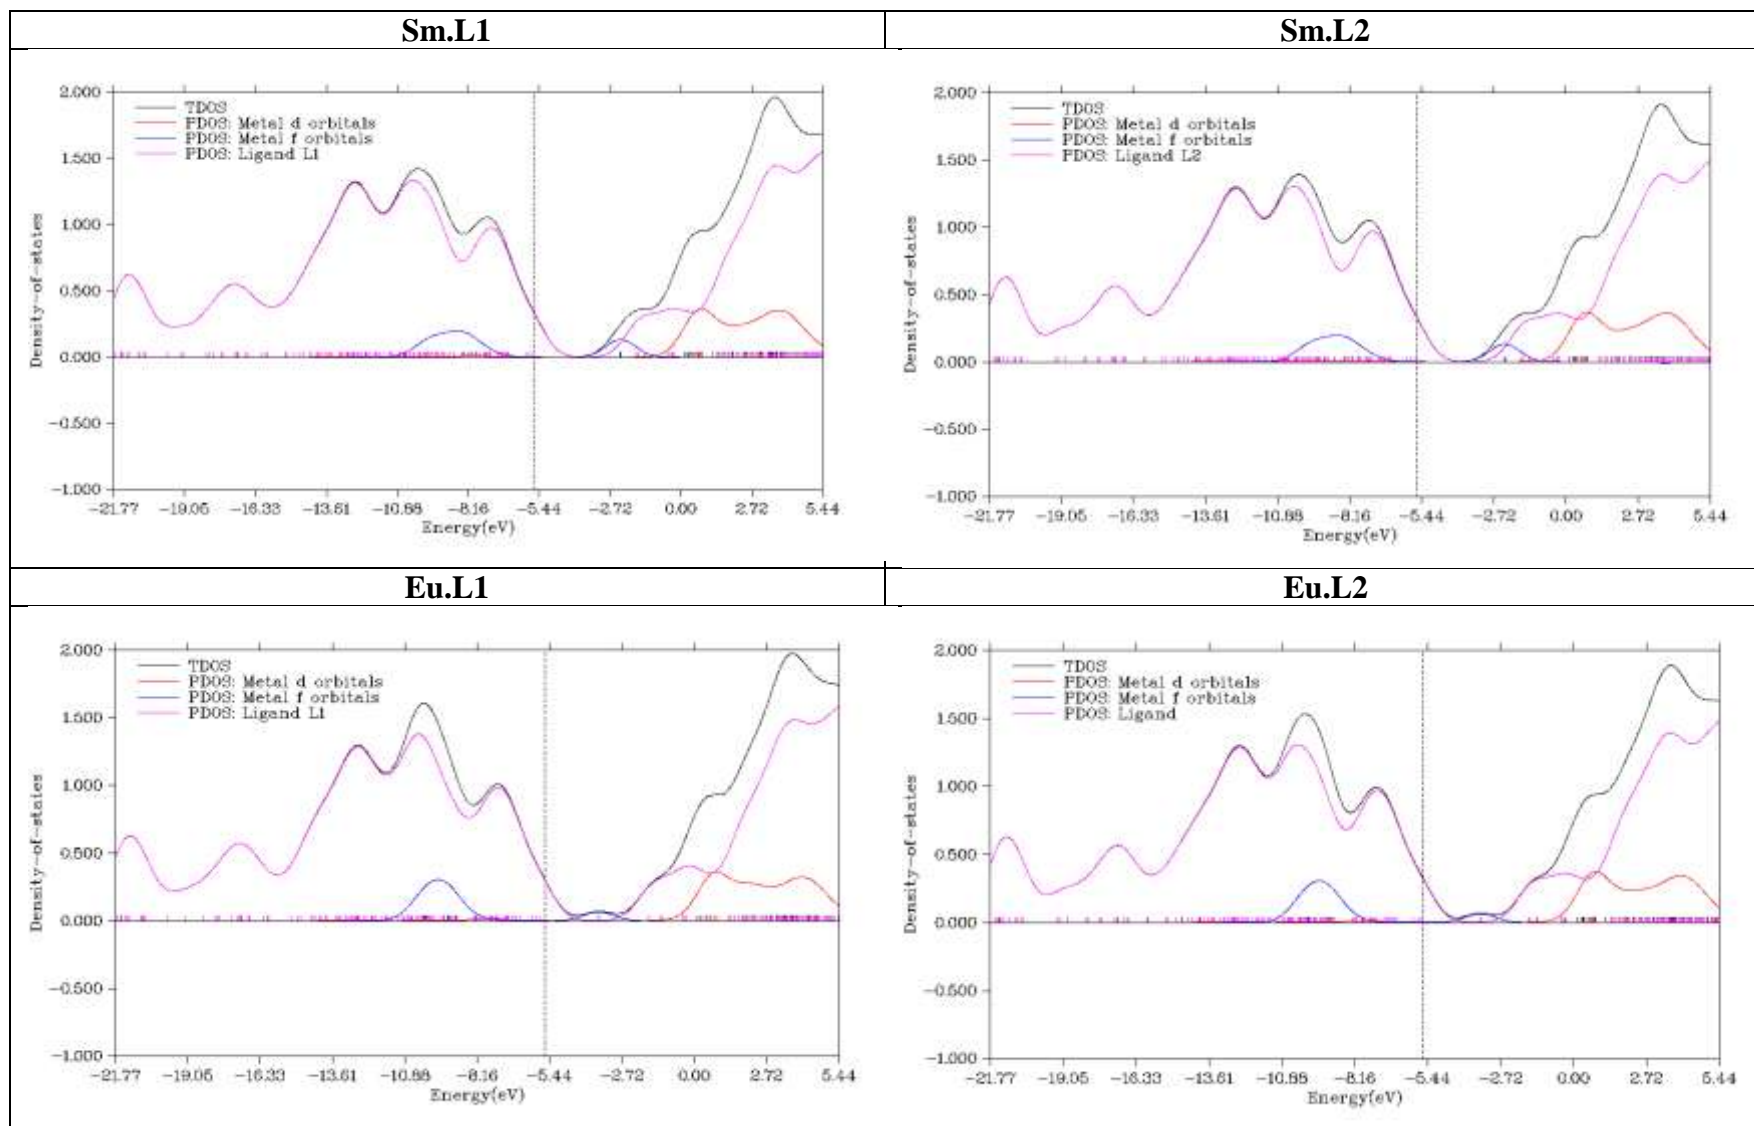 Sm.L1
Sm.L2
2.000
1.500
1.000
0.500
0.000
−0.500
−1.000
Density−of−states
TDOS
PDOS: Metal d orbitals
PDOS: Metal f orbitals
PDOS: Ligand L1
−21.77 −19.05 −16.33 −13.61 −10.88 −8.16 −5.44 −2.72 0.00 2.72 5.44
Energy(eV)
2.000
1.500
1.000
0.500
0.000
−0.500
−1.000
Density−of−states
TDOS
PDOS: Metal d orbitals
PDOS: Metal f orbitals
PDOS: Ligand L2
−21.77 −19.05 −16.33 −13.61 −10.88 −8.16 −5.44 −2.72 0.00 2.72 5.44
Energy(eV)
Eu.L1
Eu.L2
2.000
1.500
1.000
0.500
0.000
−0.500
−1.000
Density−of−states
TDOS
PDOS: Metal d orbitals
PDOS: Metal f orbitals
PDOS: Ligand L1
−21.77 −19.05 −16.33 −13.61 −10.88 −8.16 −5.44 −2.72 0.00 2.72 5.44
Energy(eV)
2.000
1.500
1.000
0.500
0.000
−0.500
−1.000
Density−of−states
TDOS
PDOS: Metal d orbitals
PDOS: Metal f orbitals
PDOS: Ligand
−21.77 −19.05 −16.33 −13.61 −10.88 −8.16 −5.44 −2.72 0.00 2.72 5.44
Energy(eV)